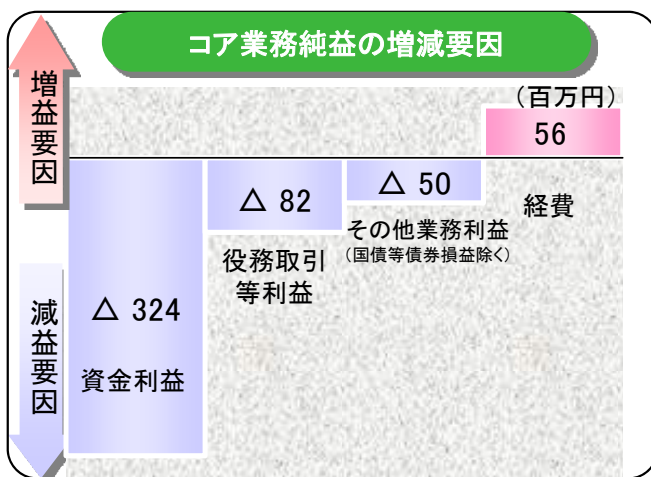 コア業務純益の増減要因
増益要因
減益要因
（百万円）
56
経費
△ 50
その他業務利益
（国債等債券損益除く）
△ 82
役務取引
等利益
△ 324
資金利益